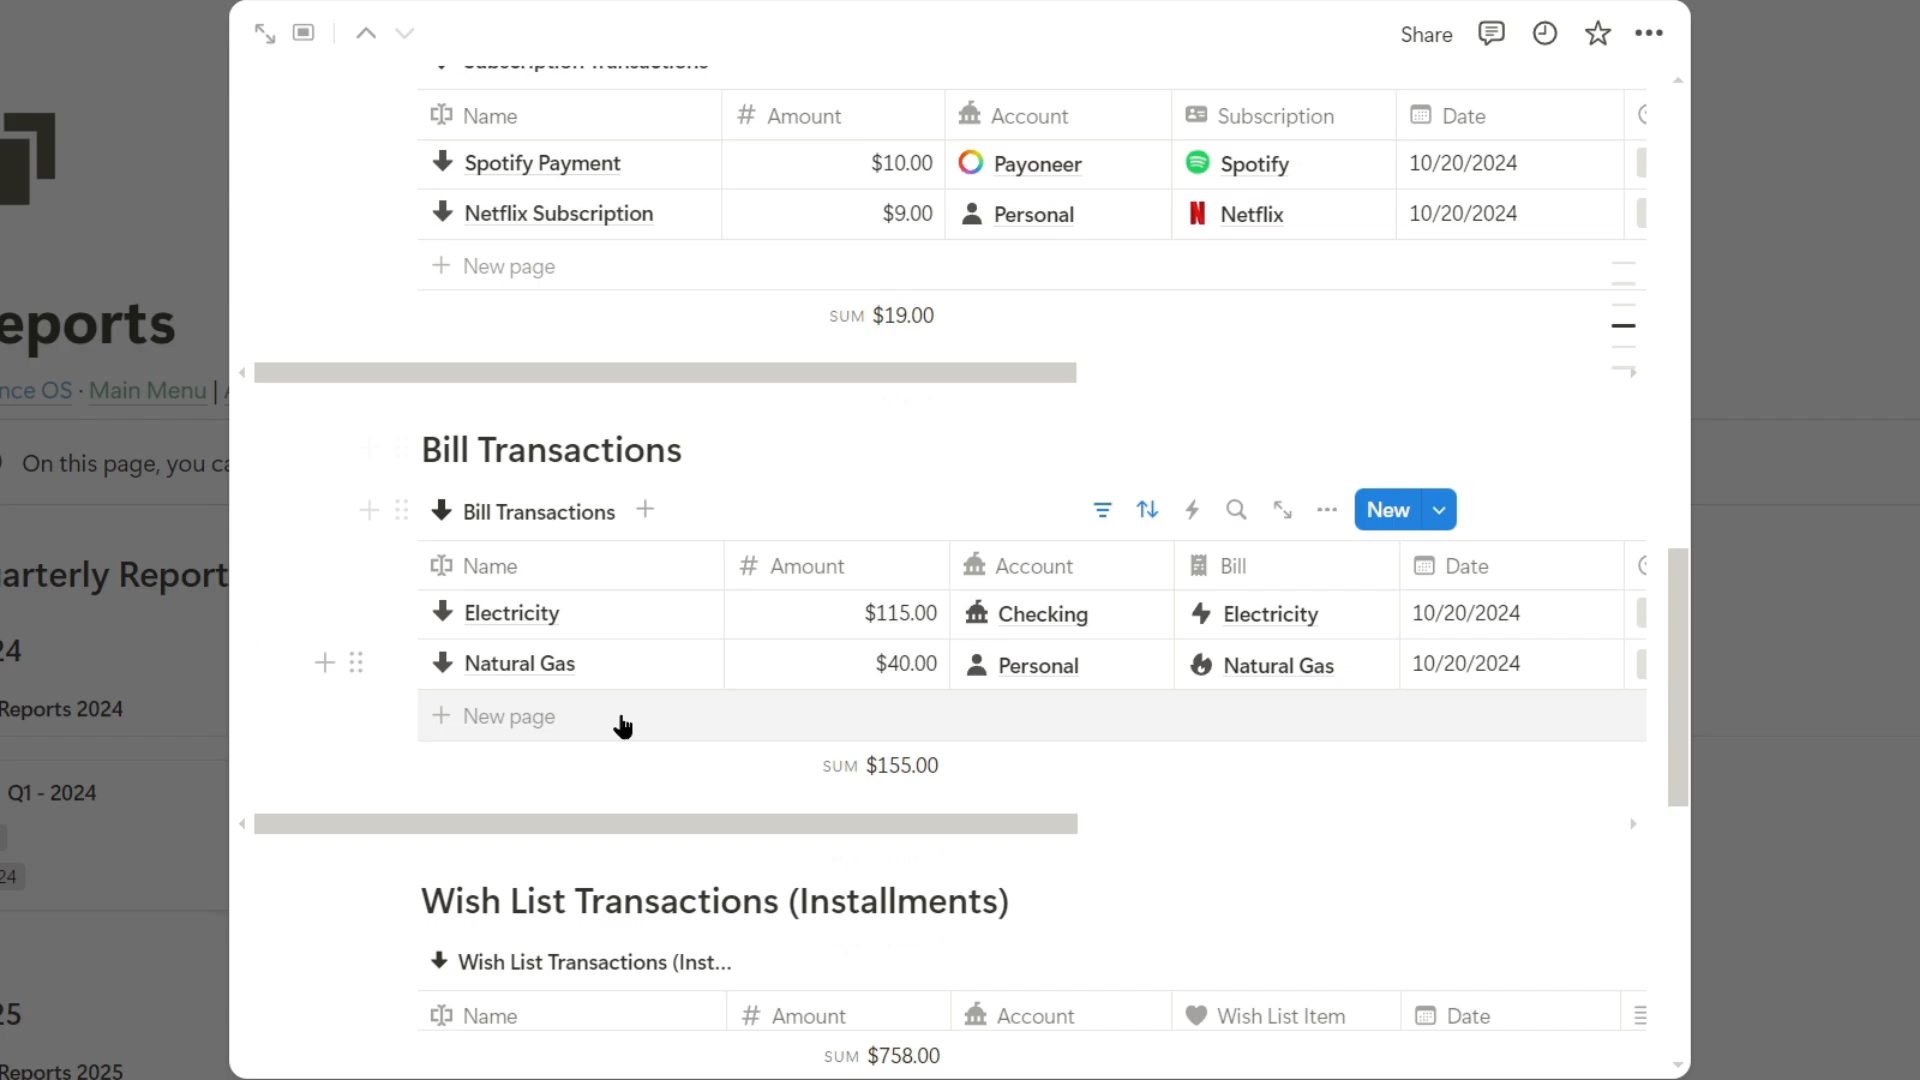 Share
Subscription Transactions
Name Amount Account Subscription Date
Spotify Payment $10.00 Payoneer Spotify 10/20/2024
Netflix Subscription $9.00 Personal Netflix 10/20/2024
New page
SUM $19.00
eports
nce OS · Main Menu |
On this page, you ca
Bill Transactions
Bill Transactions
New
Name Amount Account Bill Date
arterly Report
Electricity $115.00 Checking Electricity 10/20/2024
24
Natural Gas $40.00 Personal Natural Gas 10/20/2024
Reports 2024
New page
SUM $155.00
Q1 - 2024
24
Wish List Transactions (Installments)
Wish List Transactions (Inst...
25
Name Amount Account Wish List Item Date
SUM $758.00
Reports 2025